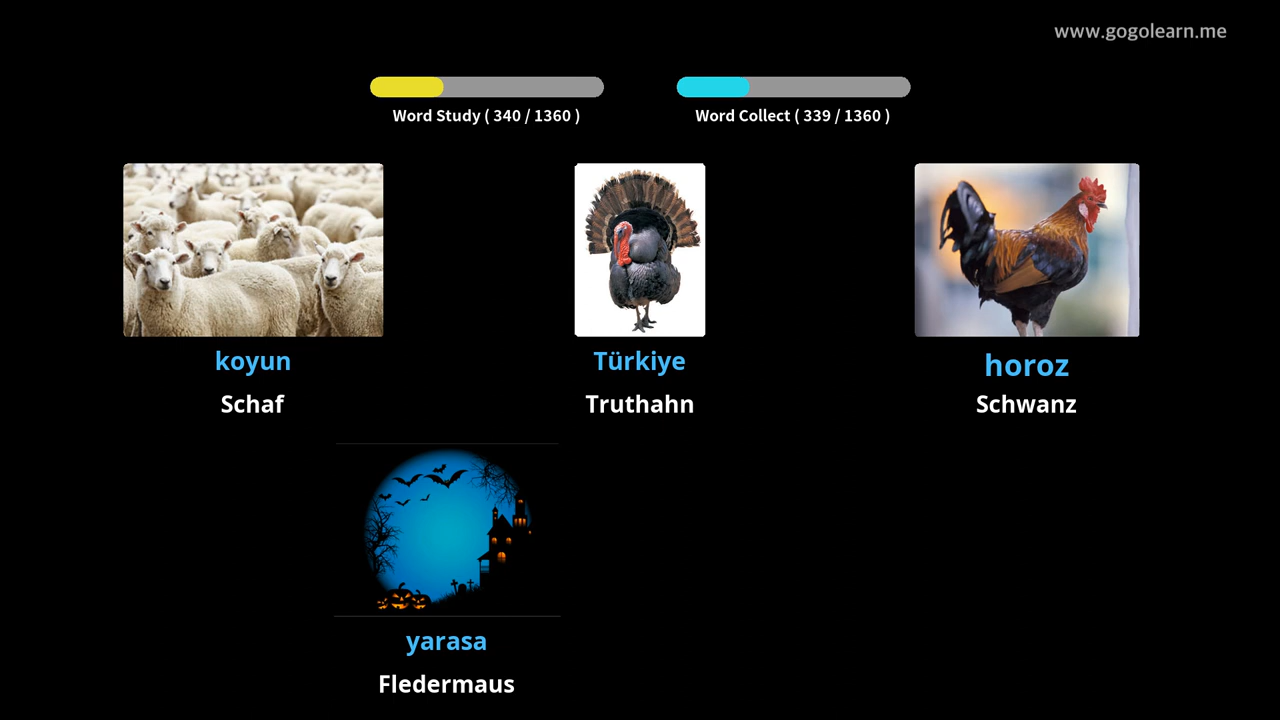 www.gogolearn.me
Word Study ( 340 / 1360 )
Word Collect ( 339 / 1360 )
koyun
Schaf
Türkiye
Truthahn
horoz
Schwanz
yarasa
Fledermaus